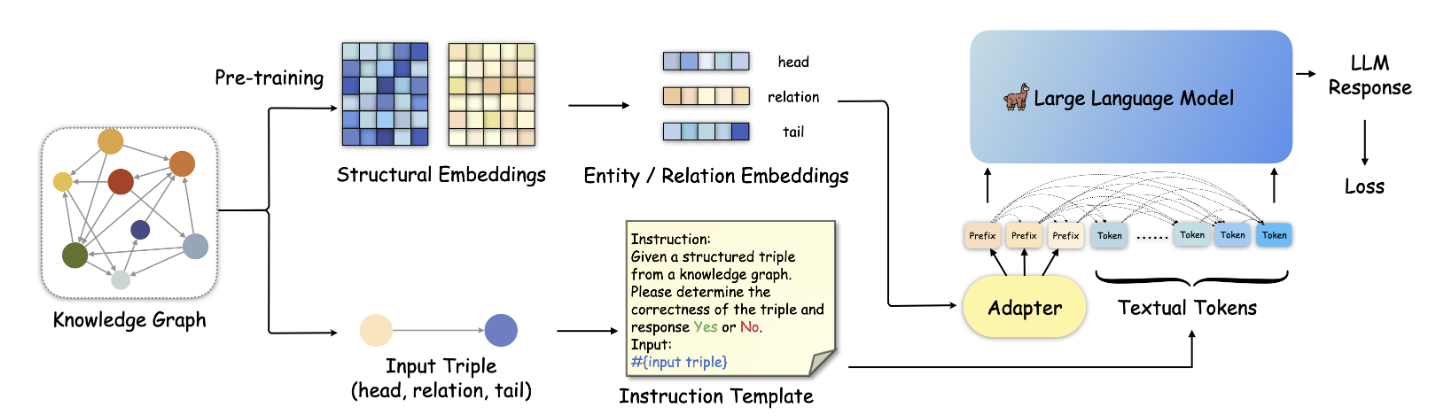 Pre-training
Structural Embeddings
head
relation
tail
Entity / Relation Embeddings
Knowledge Graph
Input Triple
(head, relation, tail)
Instruction:
Given a structured triple
from a knowledge graph.
Please determine the
correctness of the triple and
response Yes or No.
Input:
#{input triple}
Instruction Template
Large Language Model
LLM
Response
Loss
Prefix
Prefix
Prefix
Token
......
Token
Token
Token
Adapter
Textual Tokens